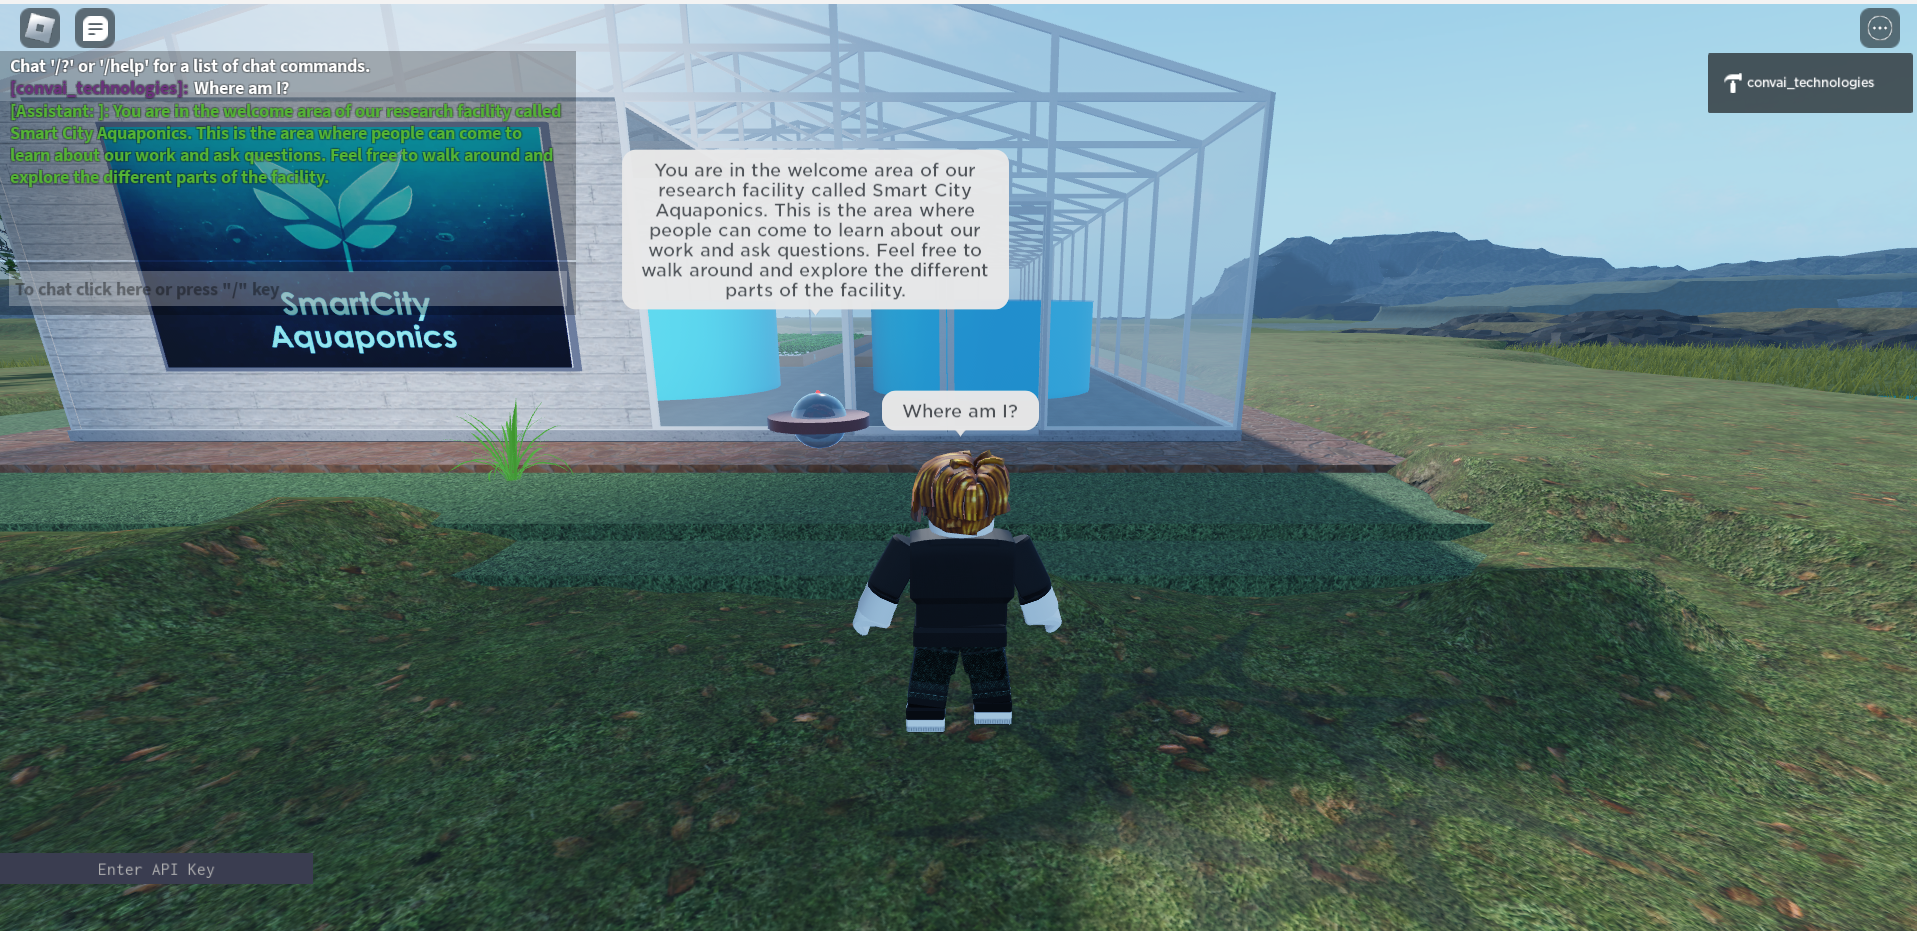 Chat '/?' or '/help' for a list of chat commands.
[convai_technologies]: Where am I?
[Assistant: ]: You are in the welcome area of our research facility called
Smart City Aquaponics. This is the area where people can come to
learn about our work and ask questions. Feel free to walk around and
explore the different parts of the facility.
To chat click here or press "/" key
SmartCity
Aquaponics
You are in the welcome area of our
research facility called Smart City
Aquaponics. This is the area where
people can come to learn about our
work and ask questions. Feel free to
walk around and explore the different
parts of the facility.
Where am I?
convai_technologies
Enter API Key